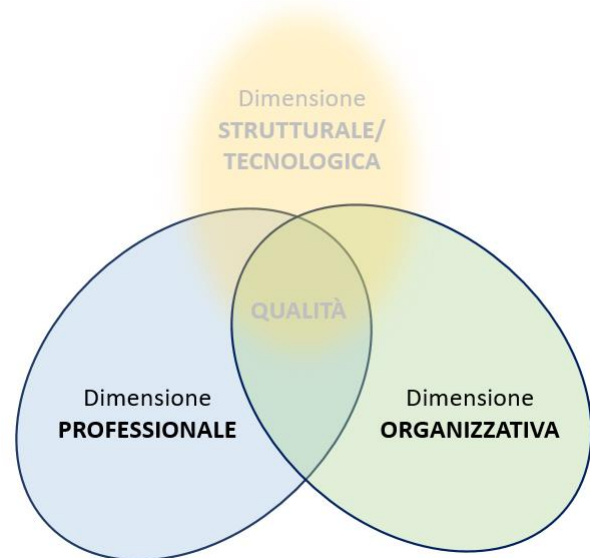 Dimensione
STRUTTURALE/
TECNOLOGICA
QUALITÀ
Dimensione
PROFESSIONALE
Dimensione
ORGANIZZATIVA